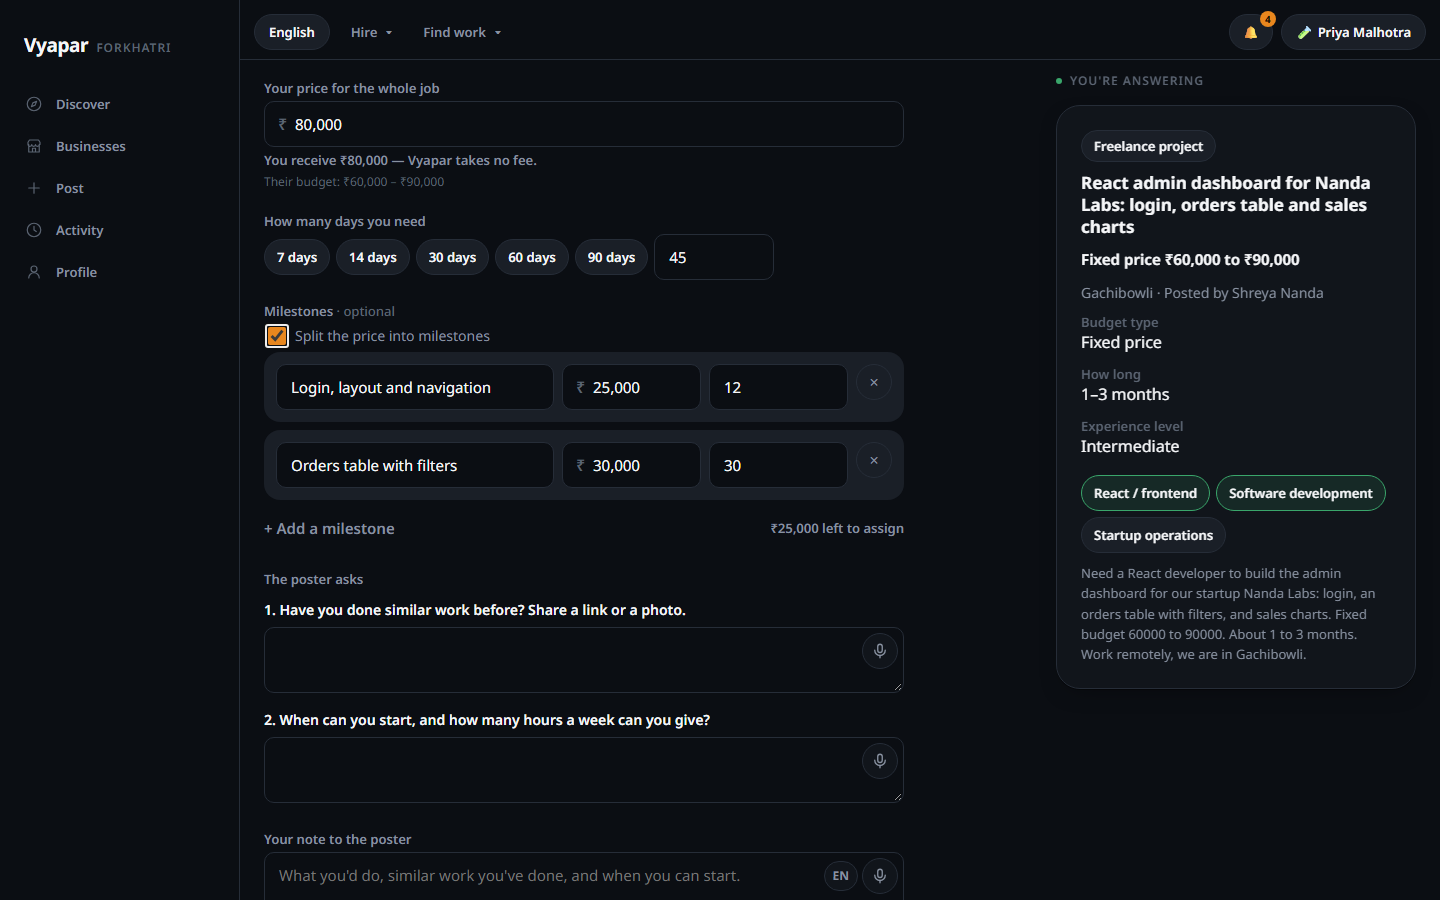 Vyapar FORKHATRI
Discover
Businesses
Post
Activity
Profile
English
Hire
Find work
4
Priya Malhotra
Your price for the whole job
₹ 80,000
You receive ₹80,000 — Vyapar takes no fee.
Their budget: ₹60,000 – ₹90,000
How many days you need
7 days
14 days
30 days
60 days
90 days
45
Milestones · optional
Split the price into milestones
Login, layout and navigation
₹ 25,000
12
×
Orders table with filters
₹ 30,000
30
×
+ Add a milestone
₹25,000 left to assign
The poster asks
1. Have you done similar work before? Share a link or a photo.
2. When can you start, and how many hours a week can you give?
Your note to the poster
What you'd do, similar work you've done, and when you can start.
EN
YOU'RE ANSWERING
Freelance project
React admin dashboard for Nanda
Labs: login, orders table and sales
charts
Fixed price ₹60,000 to ₹90,000
Gachibowli · Posted by Shreya Nanda
Budget type
Fixed price
How long
1–3 months
Experience level
Intermediate
React / frontend
Software development
Startup operations
Need a React developer to build the admin
dashboard for our startup Nanda Labs: login, an
orders table with filters, and sales charts. Fixed
budget 60000 to 90000. About 1 to 3 months.
Work remotely, we are in Gachibowli.